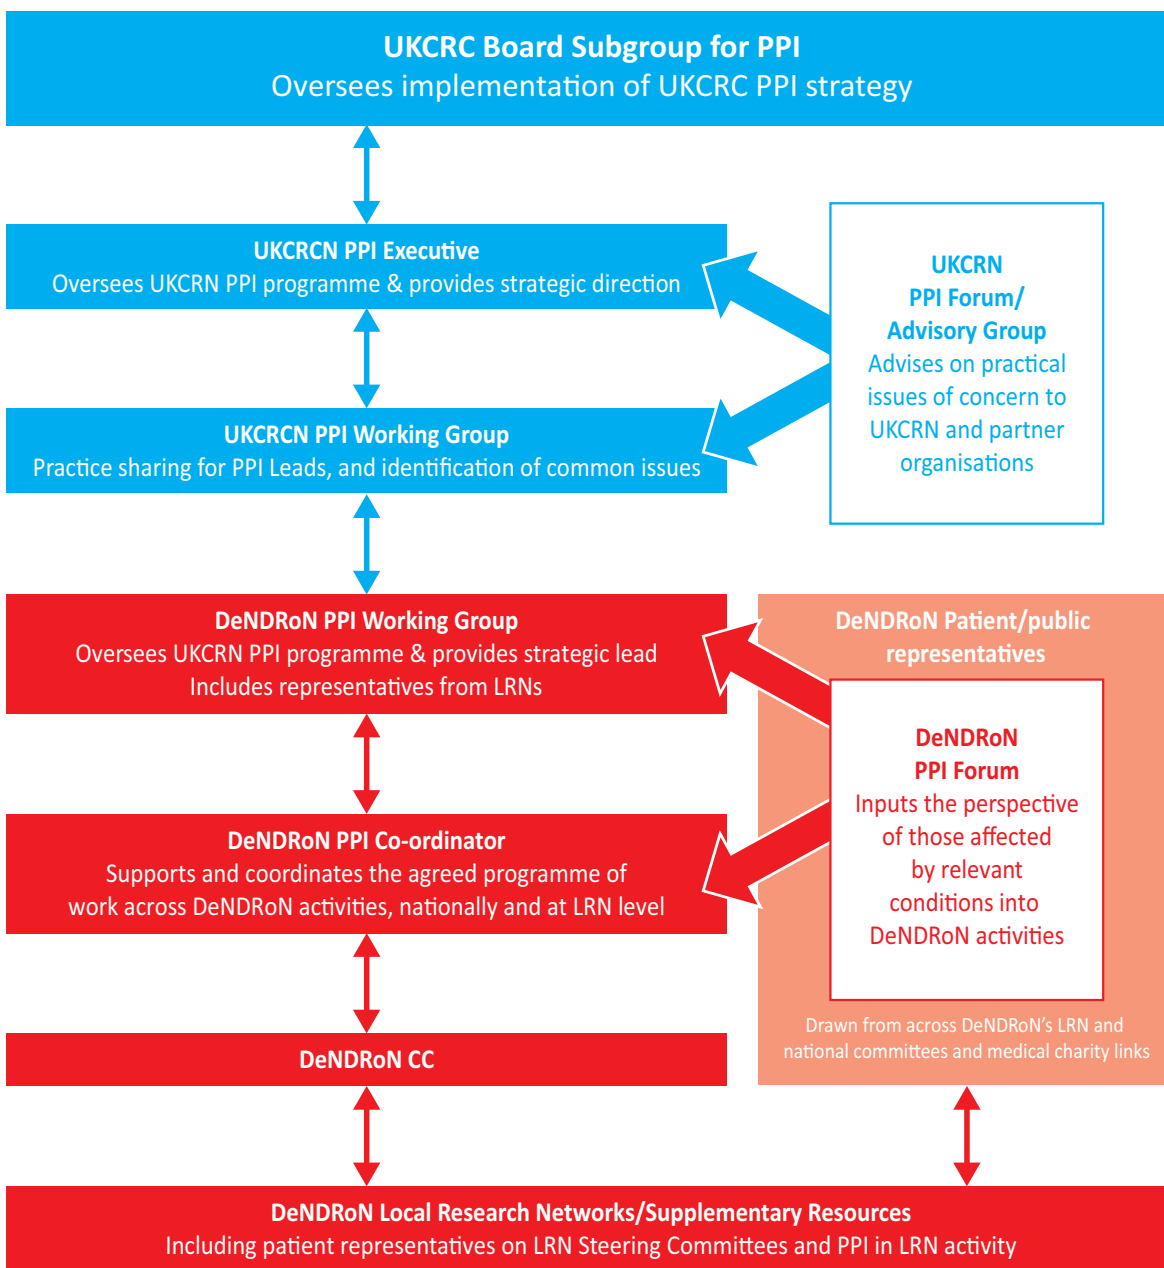 UKCRC Board Subgroup for PPI
Oversees implementation of UKCRC PPI strategy
UKCRCN PPI Executive
Oversees UKCRN PPI programme & provides strategic direction
UKCRN
PPI Forum/
Advisory Group
Advises on practical
issues of concern to
UKCRN and partner
organisations
UKCRCN PPI Working Group
Practice sharing for PPI Leads, and identification of common issues
DeNDRoN PPI Working Group
Oversees UKCRN PPI programme & provides strategic lead
Includes representatives from LRNs
DeNDRoN Patient/public
representatives
DeNDRoN
PPI Forum
Inputs the perspective
of those affected
by relevant
conditions into
DeNDRoN activities
Drawn from across DeNDRoN's LRN and
national committees and medical charity links
DeNDRoN PPI Co-ordinator
Supports and coordinates the agreed programme of
work across DeNDRoN activities, nationally and at LRN level
DeNDRoN CC
DeNDRoN Local Research Networks/Supplementary Resources
Including patient representatives on LRN Steering Committees and PPI in LRN activity